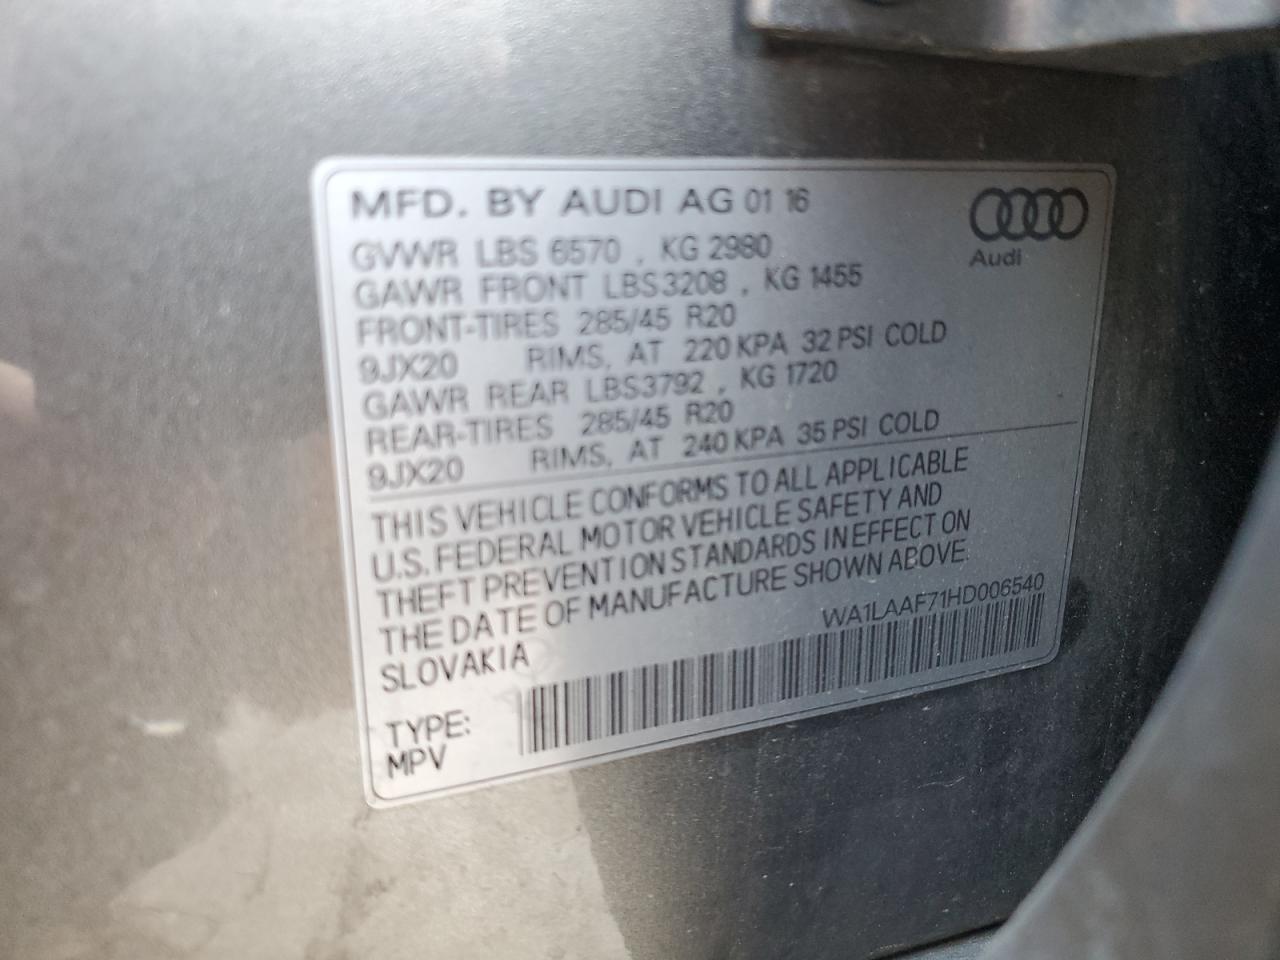 MFD. BY AUDI AG 01 16
Audi
GVWR LBS 6570 , KG 2980
GAWR FRONT LBS3208 , KG 1455
FRONT-TIRES 285/45 R20
9JX20 RIMS, AT 220 KPA 32 PSI COLD
GAWR REAR LBS3792 , KG 1720
REAR-TIRES 285/45 R20
9JX20 RIMS, AT 240 KPA 35 PSI COLD
THIS VEHICLE CONFORMS TO ALL APPLICABLE
U.S. FEDERAL MOTOR VEHICLE SAFETY AND
THEFT PREVENTION STANDARDS IN EFFECT ON
THE DATE OF MANUFACTURE SHOWN ABOVE.
SLOVAKIA
WA1LAAF71HD006540
TYPE:
MPV